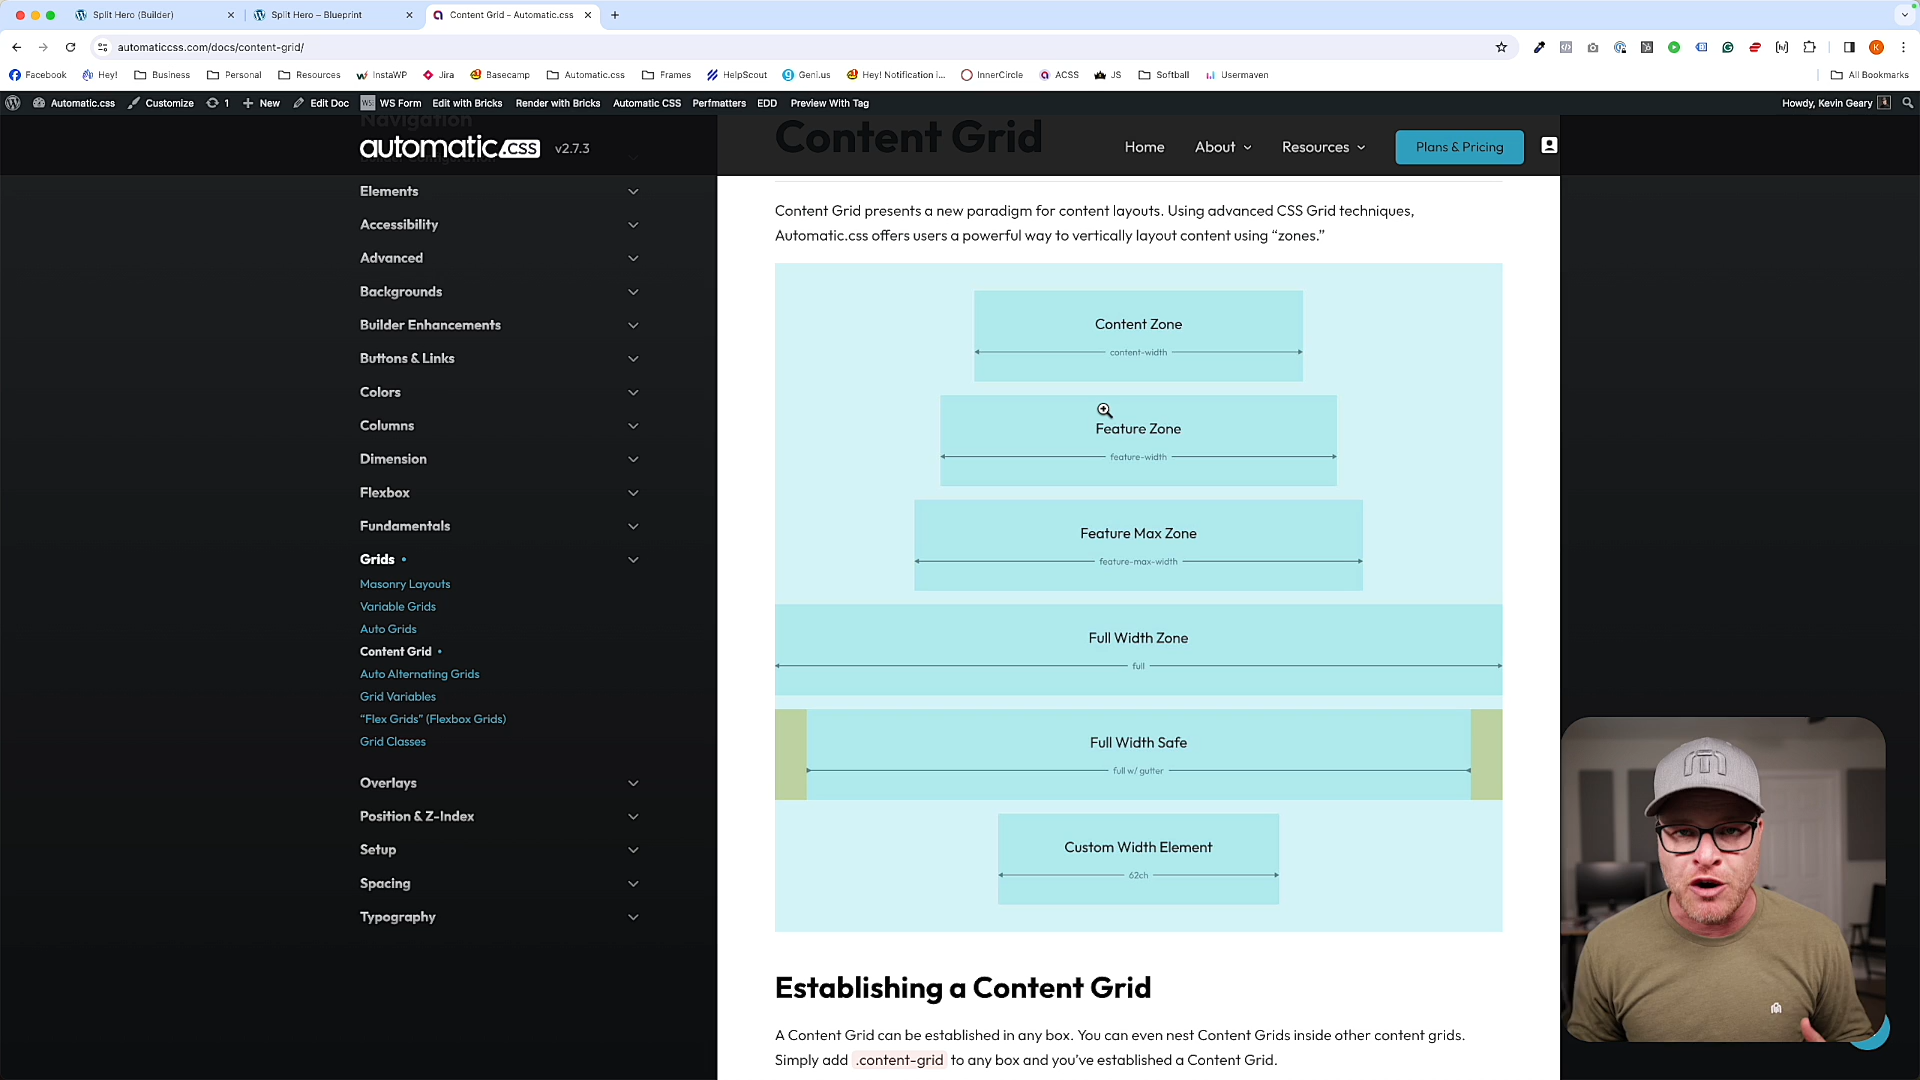 Split Hero (Builder)
Split Hero – Blueprint
Content Grid – Automatic.css
automaticcss.com/docs/content-grid/
Facebook
Hey!
Business
Personal
Resources
InstaWP
Jira
Basecamp
Automatic.css
Frames
HelpScout
Geni.us
Hey! Notification i...
InnerCircle
ACSS
JS
Softball
Usermaven
All Bookmarks
Automatic.css
Customize
1
New
Edit Doc
WS Form
Edit with Bricks
Render with Bricks
Automatic CSS
Perfmatters
EDD
Preview With Tag
Howdy, Kevin Geary
Navigation
automatic.css v2.7.3
Content Grid
Home
About
Resources
Plans & Pricing
Elements
Accessibility
Advanced
Backgrounds
Builder Enhancements
Buttons & Links
Colors
Columns
Dimension
Flexbox
Fundamentals
Grids
Masonry Layouts
Variable Grids
Auto Grids
Content Grid
Auto Alternating Grids
Grid Variables
“Flex Grids” (Flexbox Grids)
Grid Classes
Overlays
Position & Z-Index
Setup
Spacing
Typography
Content Grid presents a new paradigm for content layouts. Using advanced CSS Grid techniques,
Automatic.css offers users a powerful way to vertically layout content using “zones.”
Content Zone
content-width
Feature Zone
feature-width
Feature Max Zone
feature-max-width
Full Width Zone
full
Full Width Safe
full w/ gutter
Custom Width Element
62ch
Establishing a Content Grid
A Content Grid can be established in any box. You can even nest Content Grids inside other content grids.
Simply add .content-grid to any box and you’ve established a Content Grid.